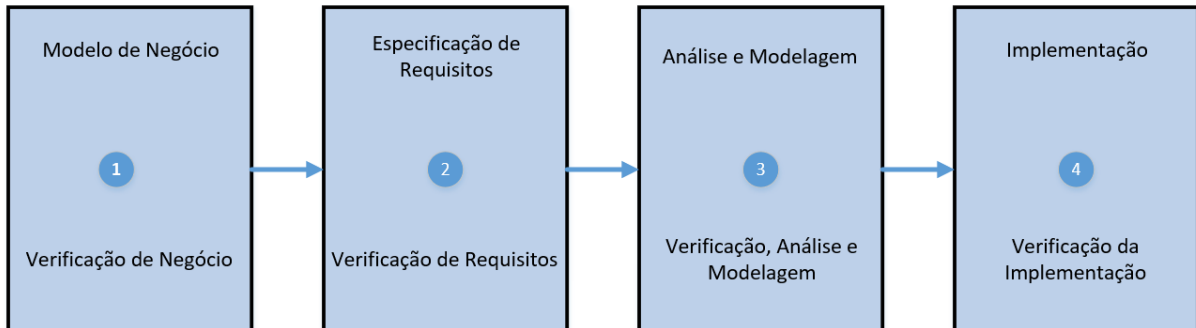 Modelo de Negócio
1
Verificação de Negócio
Especificação de
Requisitos
2
Verificação de Requisitos
Análise e Modelagem
3
Verificação, Análise e
Modelagem
Implementação
4
Verificação da
Implementação